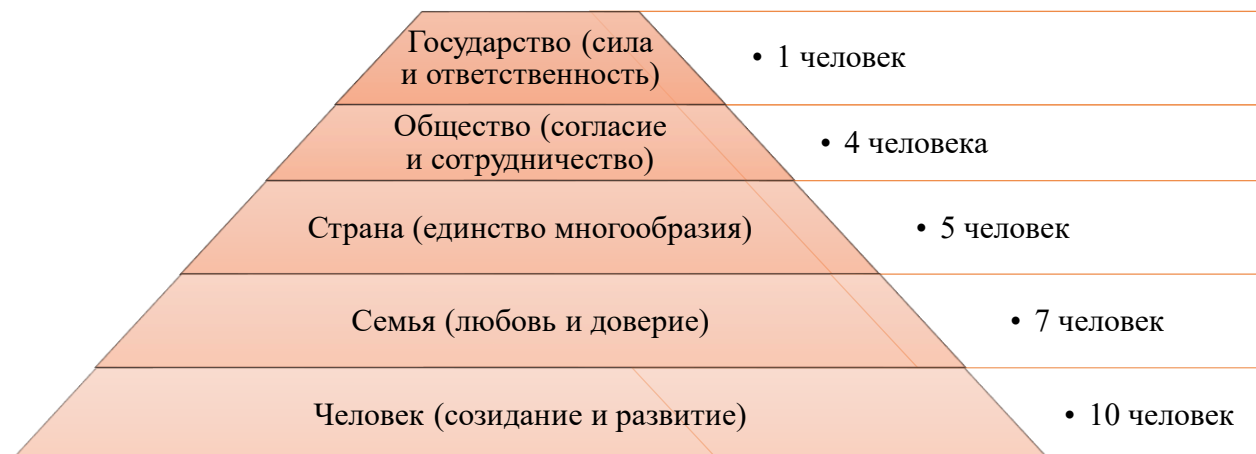 Государство (сила
и ответственность)
• 1 человек
Общество (согласие
и сотрудничество)
• 4 человека
Страна (единство многообразия)
• 5 человек
Семья (любовь и доверие)
• 7 человек
Человек (созидание и развитие)
• 10 человек